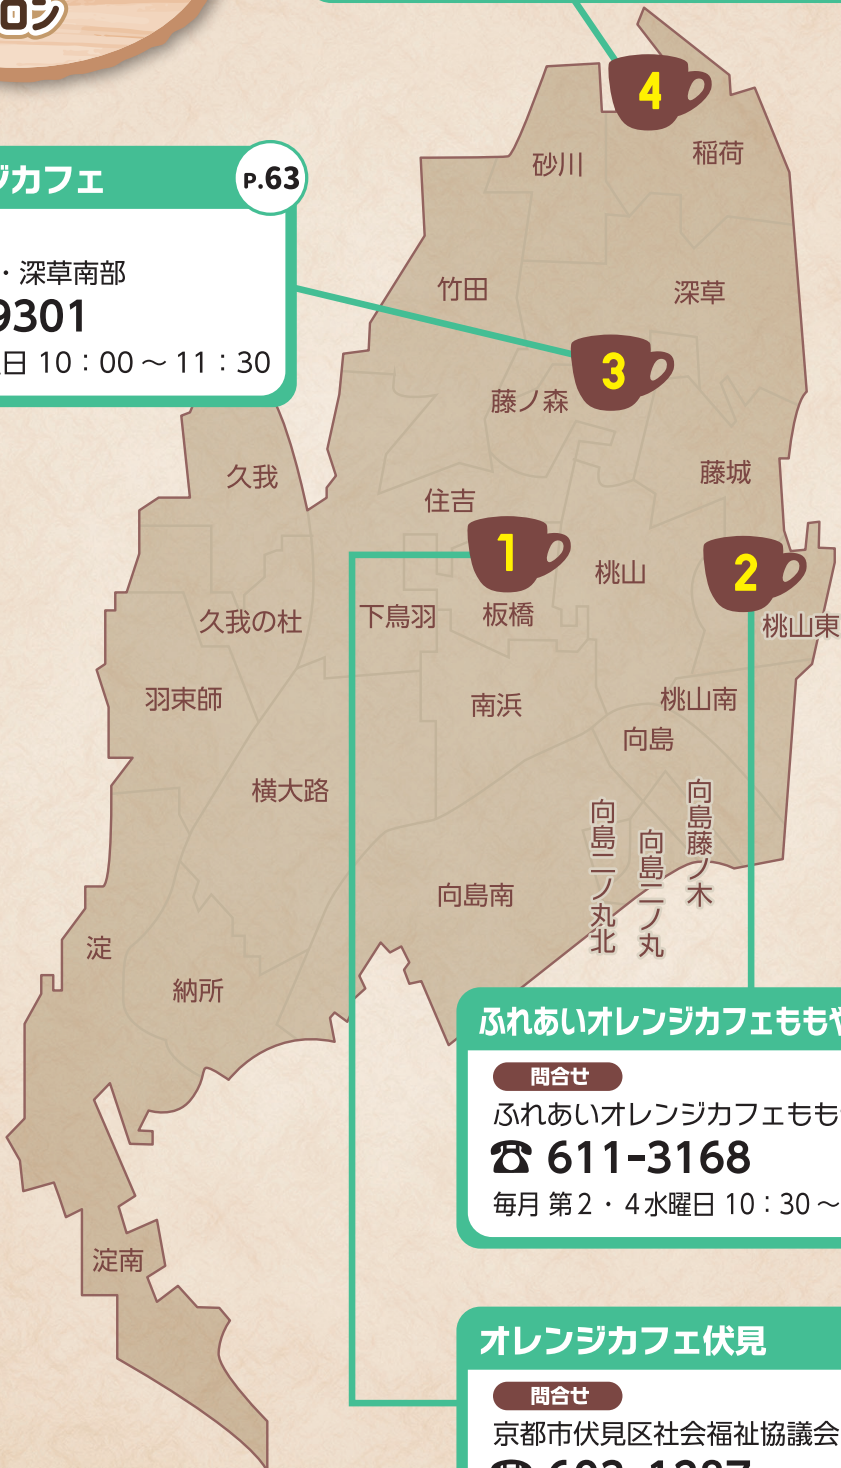 ロン
4
砂川
稲荷
ジカフェ
P.63
・深草南部
9301
日 10：00 ～ 11：30
竹田
深草
3
藤ノ森
久我
住吉
藤城
1
2
桃山
久我の杜
下鳥羽
板橋
桃山東
羽束師
南浜
桃山南
向島
横大路
向島二ノ丸北
向島二ノ丸
向島藤ノ木
向島南
淀
納所
淀南
ふれあいオレンジカフェもも
問合せ
ふれあいオレンジカフェもも
☎ 611-3168
毎月 第2・4水曜日 10：30 ～
オレンジカフェ伏見
問合せ
京都市伏見区社会福祉協議会